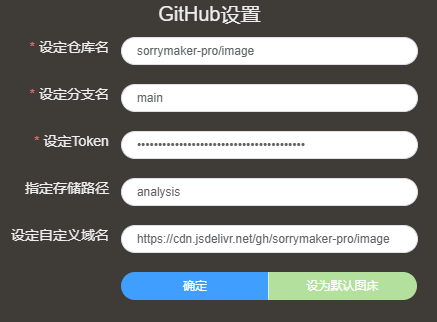 GitHub设置
* 设定仓库名 sorrymaker-pro/image
* 设定分支名 main
* 设定Token ••••••••••••••••••••••••••••••••••••••••
指定存储路径 analysis
设定自定义域名 https://cdn.jsdelivr.net/gh/sorrymaker-pro/image
确定 设为默认图床